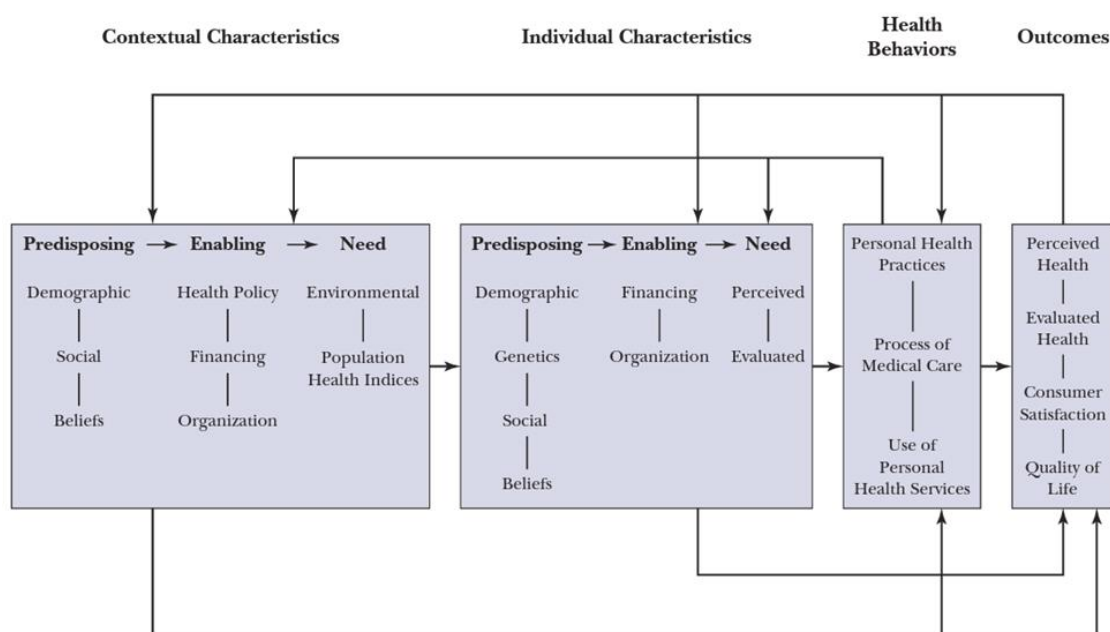 Contextual Characteristics
Individual Characteristics
Health
Behaviors
Outcomes
Predisposing
Enabling
Need
Demographic
Social
Beliefs
Health Policy
Financing
Organization
Environmental
Population
Health Indices
Predisposing
Enabling
Need
Demographic
Genetics
Social
Beliefs
Financing
Organization
Perceived
Evaluated
Personal Health
Practices
Process of
Medical Care
Use of
Personal
Health Services
Perceived
Health
Evaluated
Health
Consumer
Satisfaction
Quality of
Life